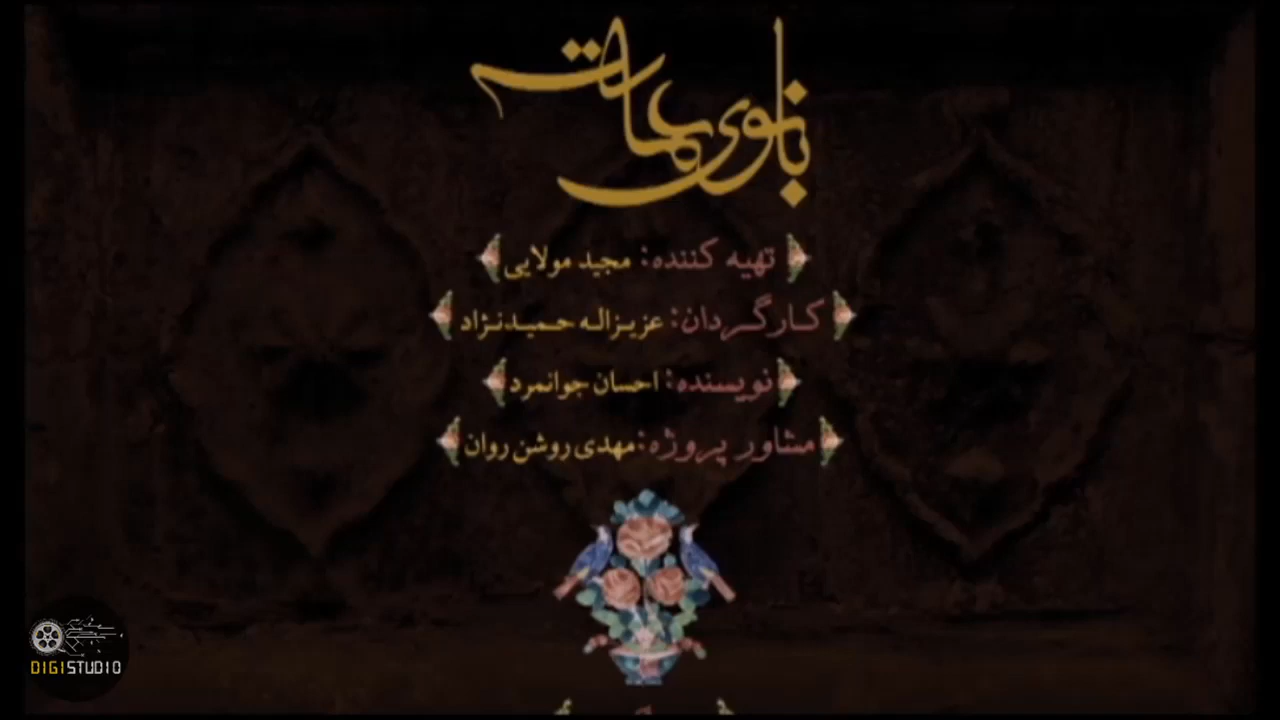 بانوی عمارت
تهیه کننده: مجید مولایی
کارگردان: عزیزاله حمیدنژاد
نویسنده: احسان جوانمرد
مشاور پروژه: مهدی روشن روان
DIGISTUDIO